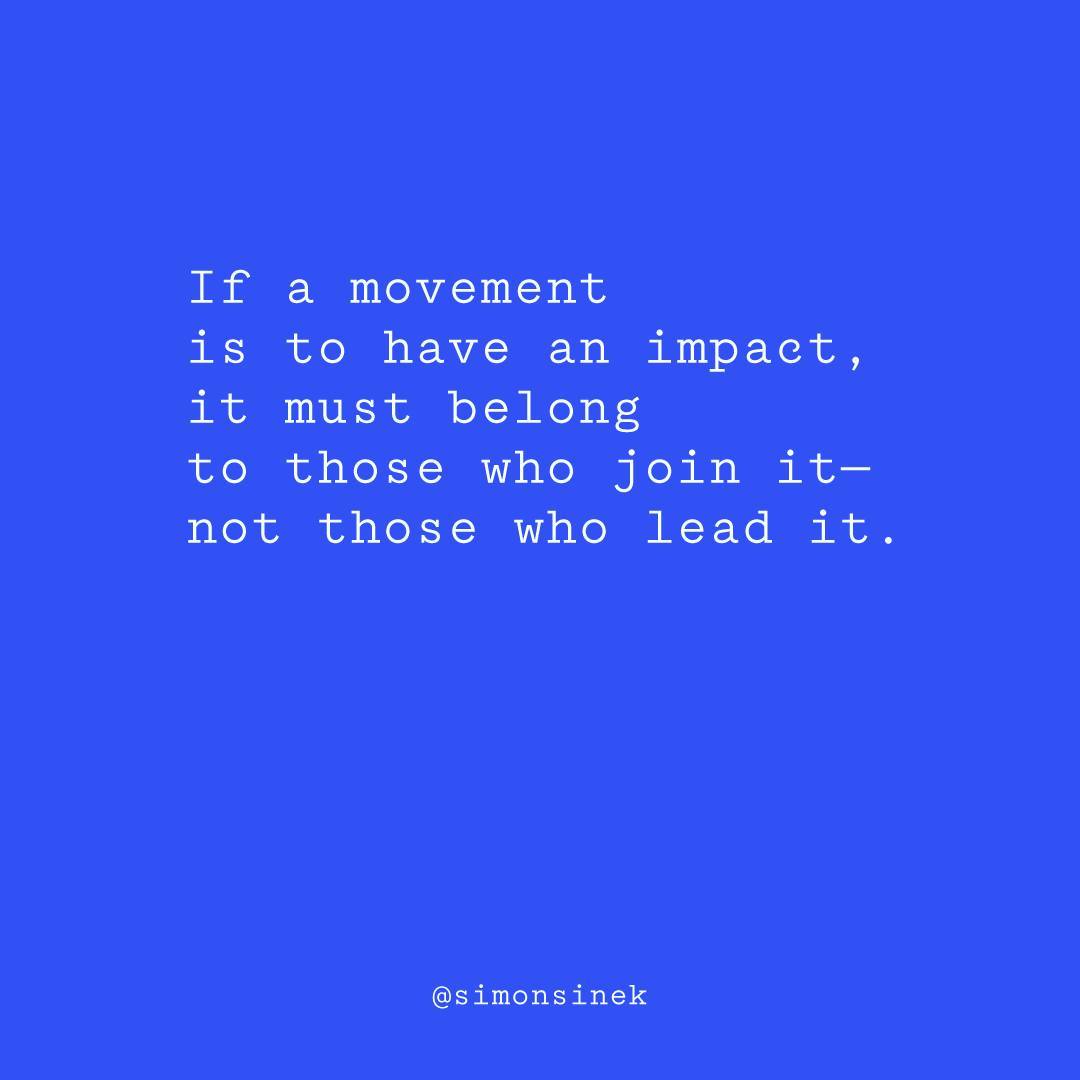 If a movement
is to have an impact,
it must belong
to those who join it—
not those who lead it.
@simonsinek